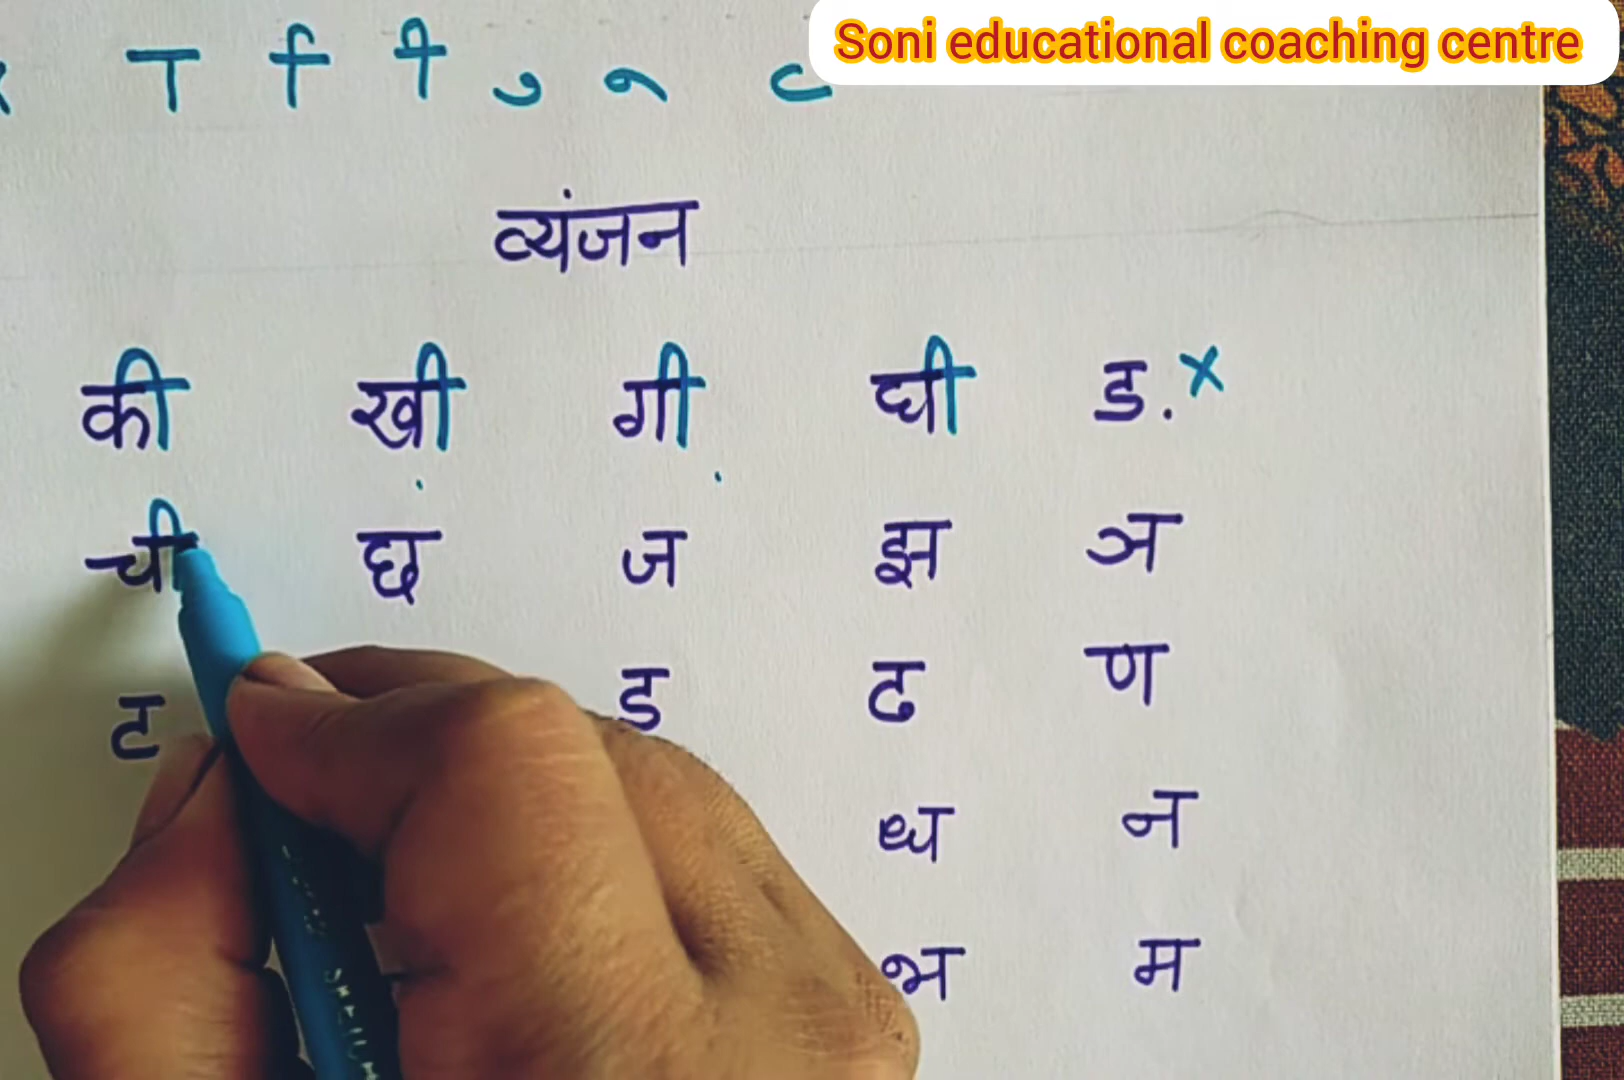 Soni educational coaching centre
ा ि ी ु ू
व्यंजन
की खी गी घी ड. x
ची छ ज झ ञ
ट ड ढ ण
ध न
भ म